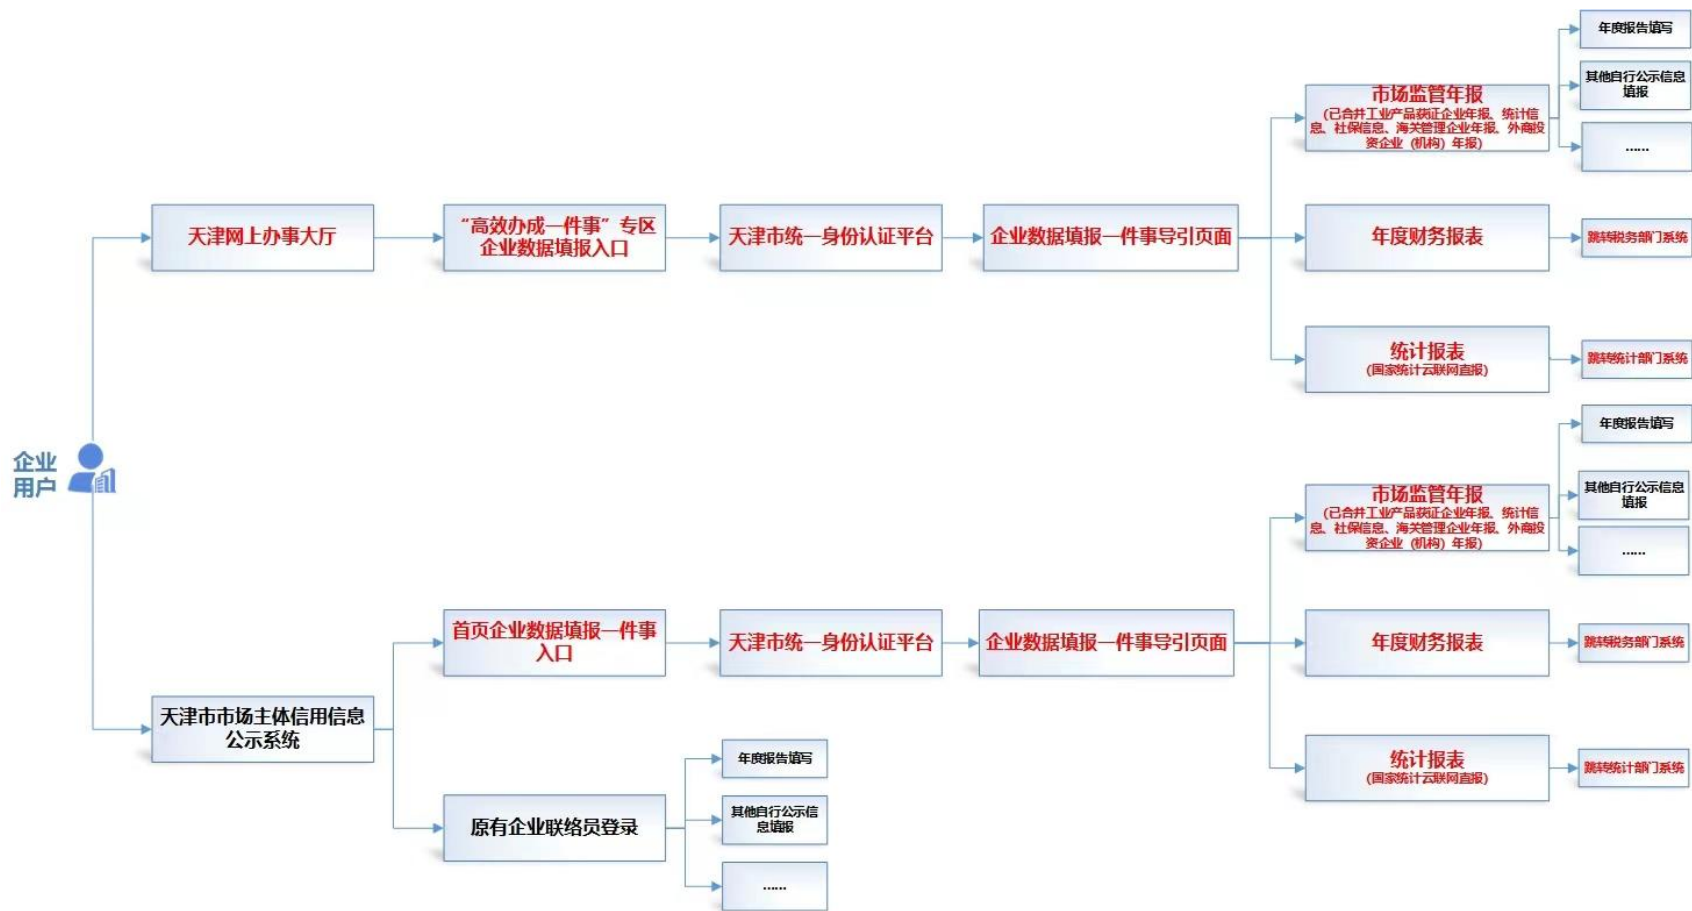 年度报告填写
其他自行公示信息
填报
……
市场监管年报
(已合并工业产品获证企业年报、统计信
息、社保信息、海关管理企业年报、外商投
资企业（机构）年报)
天津网上办事大厅
“高效办成一件事”专区
企业数据填报入口
天津市统一身份认证平台
企业数据填报一件事导引页面
年度财务报表
跳转税务部门系统
统计报表
(国家统计云联网直报)
跳转统计部门系统
企业
用户
年度报告填写
其他自行公示信息
填报
……
市场监管年报
(已合并工业产品获证企业年报、统计信
息、社保信息、海关管理企业年报、外商投
资企业（机构）年报)
首页企业数据填报一件事
入口
天津市统一身份认证平台
企业数据填报一件事导引页面
年度财务报表
跳转税务部门系统
天津市市场主体信用信息
公示系统
统计报表
(国家统计云联网直报)
跳转统计部门系统
原有企业联络员登录
年度报告填写
其他自行公示信
息填报
……